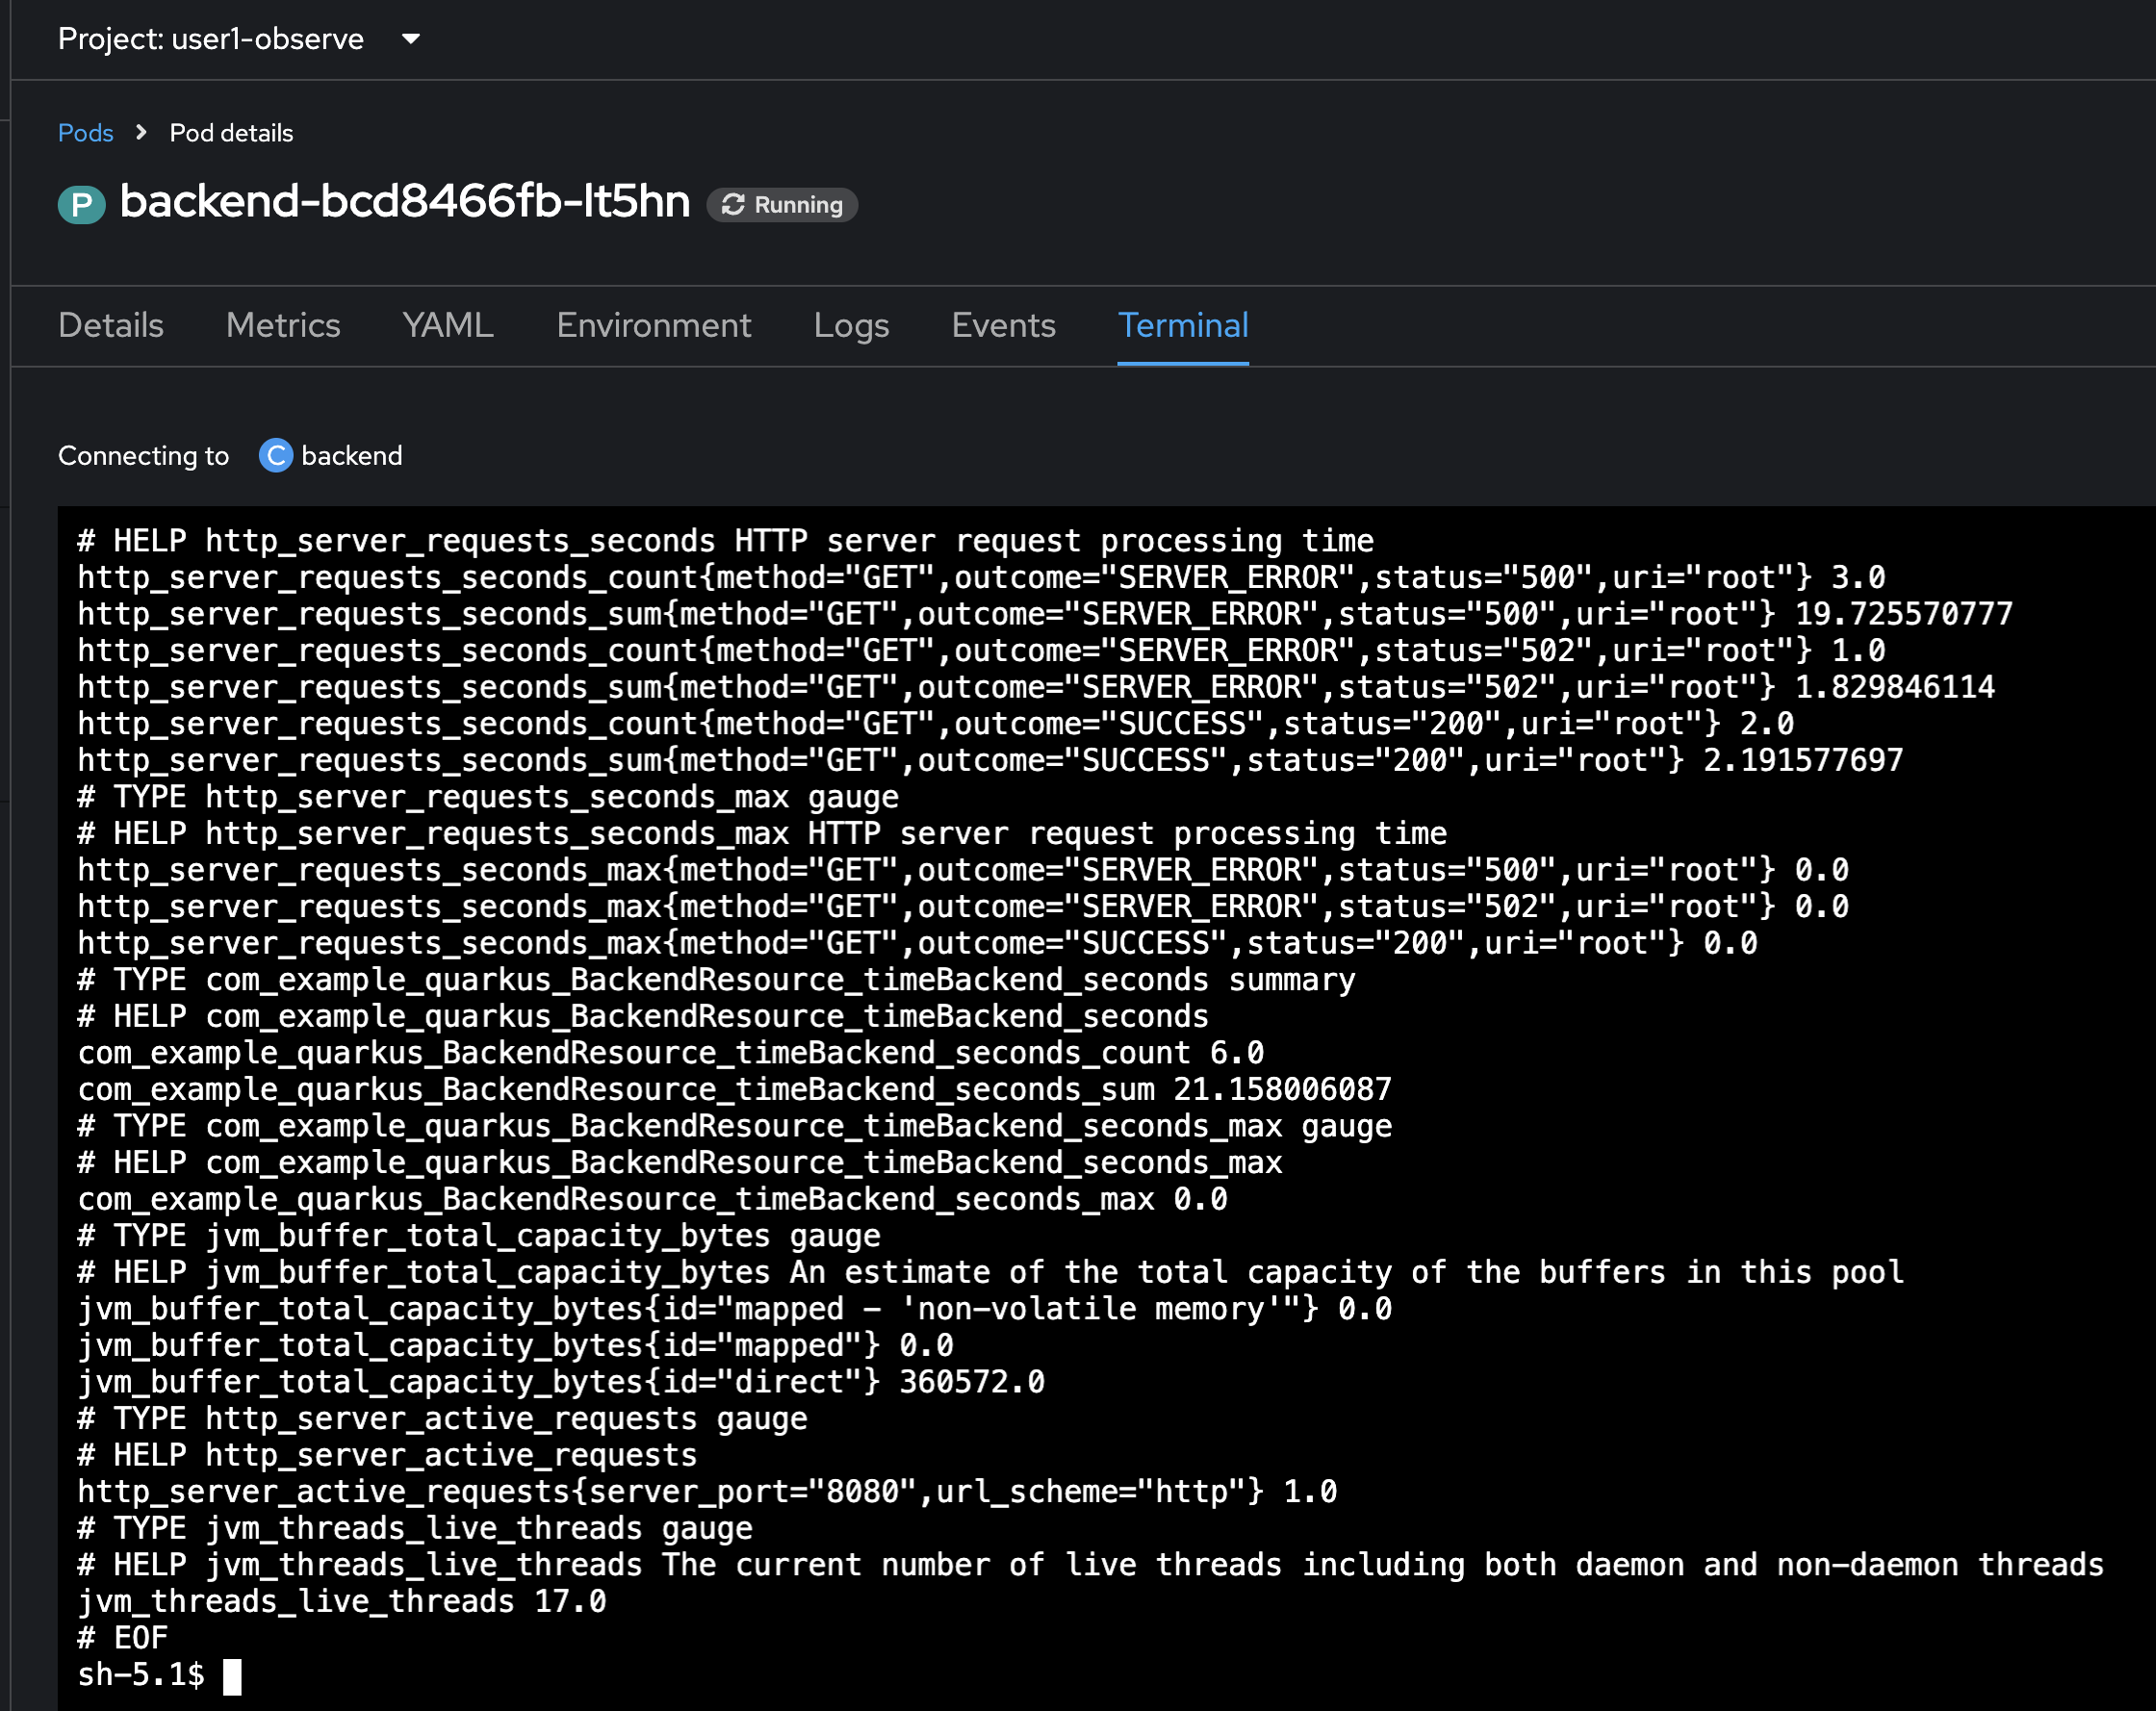 Project: user1-observe
Pods > Pod details
P backend-bcd8466fb-lt5hn Running
Details Metrics YAML Environment Logs Events Terminal
Connecting to C backend
# HELP http_server_requests_seconds HTTP server request processing time
http_server_requests_seconds_count{method="GET",outcome="SERVER_ERROR",status="500",uri="root"} 3.0
http_server_requests_seconds_sum{method="GET",outcome="SERVER_ERROR",status="500",uri="root"} 19.725570777
http_server_requests_seconds_count{method="GET",outcome="SERVER_ERROR",status="502",uri="root"} 1.0
http_server_requests_seconds_sum{method="GET",outcome="SERVER_ERROR",status="502",uri="root"} 1.829846114
http_server_requests_seconds_count{method="GET",outcome="SUCCESS",status="200",uri="root"} 2.0
http_server_requests_seconds_sum{method="GET",outcome="SUCCESS",status="200",uri="root"} 2.191577697
# TYPE http_server_requests_seconds_max gauge
# HELP http_server_requests_seconds_max HTTP server request processing time
http_server_requests_seconds_max{method="GET",outcome="SERVER_ERROR",status="500",uri="root"} 0.0
http_server_requests_seconds_max{method="GET",outcome="SERVER_ERROR",status="502",uri="root"} 0.0
http_server_requests_seconds_max{method="GET",outcome="SUCCESS",status="200",uri="root"} 0.0
# TYPE com_example_quarkus_BackendResource_timeBackend_seconds summary
# HELP com_example_quarkus_BackendResource_timeBackend_seconds
com_example_quarkus_BackendResource_timeBackend_seconds_count 6.0
com_example_quarkus_BackendResource_timeBackend_seconds_sum 21.158006087
# TYPE com_example_quarkus_BackendResource_timeBackend_seconds_max gauge
# HELP com_example_quarkus_BackendResource_timeBackend_seconds_max
com_example_quarkus_BackendResource_timeBackend_seconds_max 0.0
# TYPE jvm_buffer_total_capacity_bytes gauge
# HELP jvm_buffer_total_capacity_bytes An estimate of the total capacity of the buffers in this pool
jvm_buffer_total_capacity_bytes{id="mapped - 'non-volatile memory'"} 0.0
jvm_buffer_total_capacity_bytes{id="mapped"} 0.0
jvm_buffer_total_capacity_bytes{id="direct"} 360572.0
# TYPE http_server_active_requests gauge
# HELP http_server_active_requests
http_server_active_requests{server_port="8080",url_scheme="http"} 1.0
# TYPE jvm_threads_live_threads gauge
# HELP jvm_threads_live_threads The current number of live threads including both daemon and non-daemon threads
jvm_threads_live_threads 17.0
# EOF
sh-5.1$